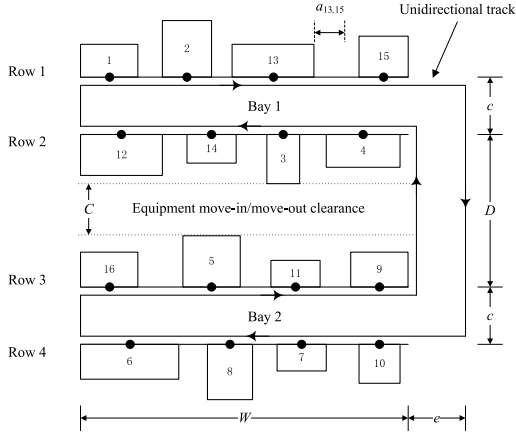 a13,15
Unidirectional track
1
2
13
15
Row 1
c
Bay 1
Row 2
12
14
3
4
C
Equipment move-in/move-out clearance
D
16
5
11
9
Row 3
c
Bay 2
Row 4
6
8
7
10
W
e